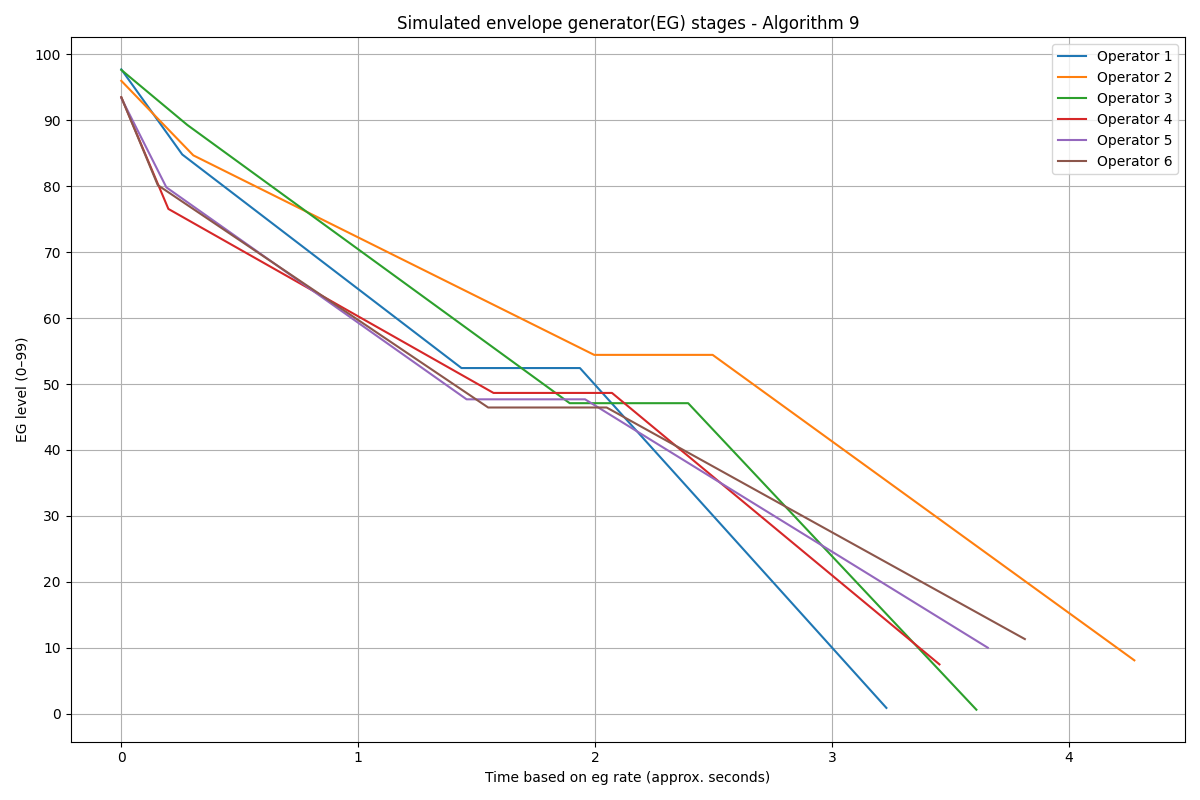 Simulated envelope generator(EG) stages - Algorithm 9
EG level (0–99)
100
90
80
70
60
50
40
30
20
10
0
0 1 2 3 4
Time based on eg rate (approx. seconds)
Operator 1
Operator 2
Operator 3
Operator 4
Operator 5
Operator 6